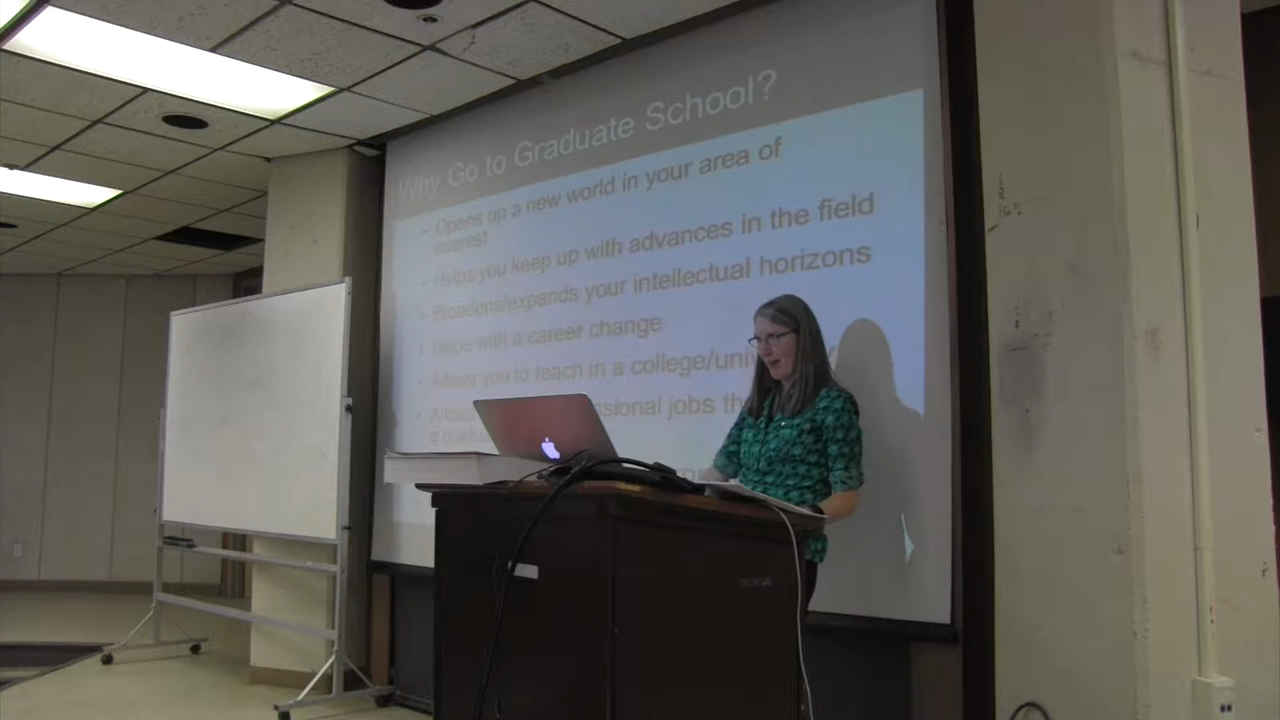 Why Go to Graduate School?
Opens up a new world in your area of
interest
Helps you keep up with advances in the field
Broadens/expands your intellectual horizons
Helps with a career change
Allows you to teach in a college/univ
jobs
a